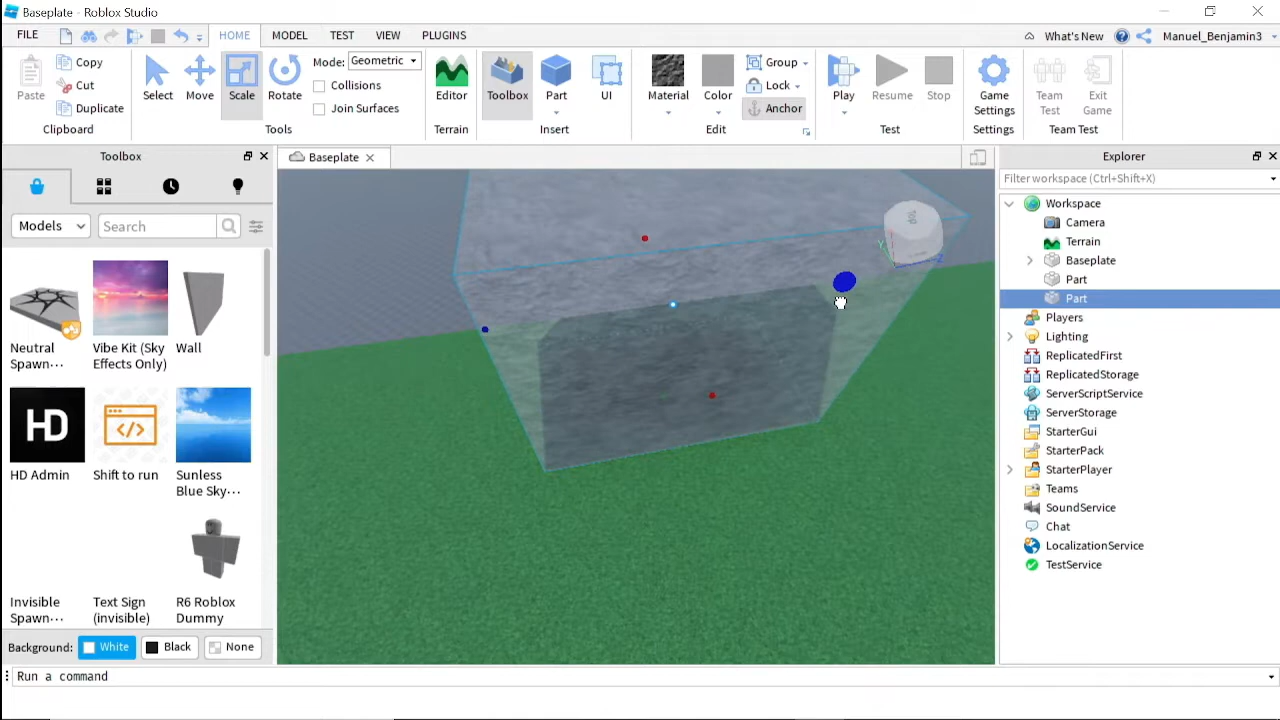 Baseplate - Roblox Studio
FILE
HOME
MODEL
TEST
VIEW
PLUGINS
What's New
Manuel_Benjamin3
Paste
Copy
Cut
Duplicate
Clipboard
Select
Move
Scale
Rotate
Mode:
Geometric
Collisions
Join Surfaces
Tools
Editor
Terrain
Toolbox
Part
UI
Insert
Material
Color
Group
Lock
Anchor
Edit
Play
Resume
Stop
Test
Game
Settings
Settings
Team
Test
Exit
Game
Team Test
Toolbox
Models
Search
Neutral
Spawn···
Vibe Kit (Sky
Effects Only)
Wall
HD
HD Admin
Shift to run
Sunless
Blue Sky···
Invisible
Spawn···
Text Sign
(invisible)
R6 Roblox
Dummy
Background:
White
Black
None
Run a command
Baseplate
Y
Z
Explorer
Filter workspace (Ctrl+Shift+X)
Workspace
Camera
Terrain
Baseplate
Part
Part
Players
Lighting
ReplicatedFirst
ReplicatedStorage
ServerScriptService
ServerStorage
StarterGui
StarterPack
StarterPlayer
Teams
SoundService
Chat
LocalizationService
TestService